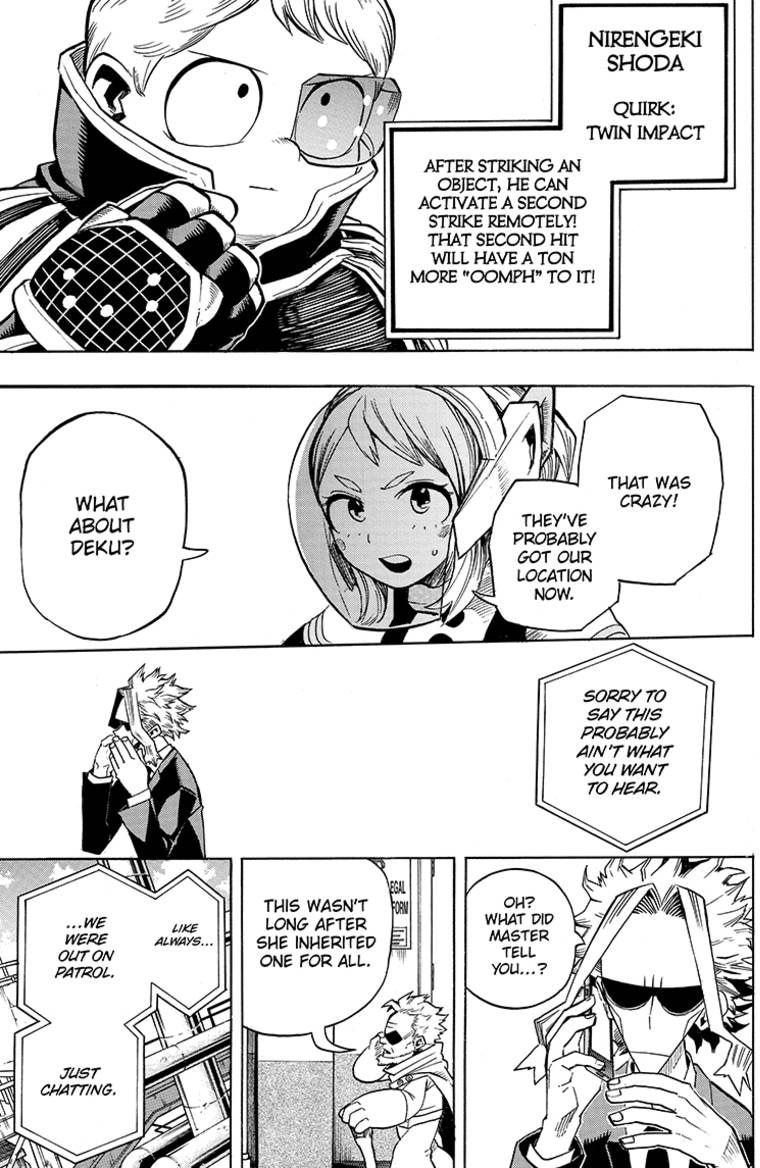 NIRENGEKI
SHODA
QUIRK:
TWIN IMPACT
AFTER STRIKING AN
OBJECT, HE CAN
ACTIVATE A SECOND
STRIKE REMOTELY!
THAT SECOND HIT
WILL HAVE A TON
MORE "OOMPH" TO IT!
THAT WAS
CRAZY!
THEY'VE
PROBABLY
GOT OUR
LOCATION
NOW.
WHAT
ABOUT
DEKU?
SORRY TO
SAY THIS
PROBABLY
AIN'T WHAT
YOU WANT
TO HEAR.
OH?
WHAT DID
MASTER
TELL
YOU...?
THIS WASN'T
LONG AFTER
SHE INHERITED
ONE FOR ALL.
EGAL
FORM
LIKE
ALWAYS...
...WE
WERE
OUT ON
PATROL.
JUST
CHATTING.